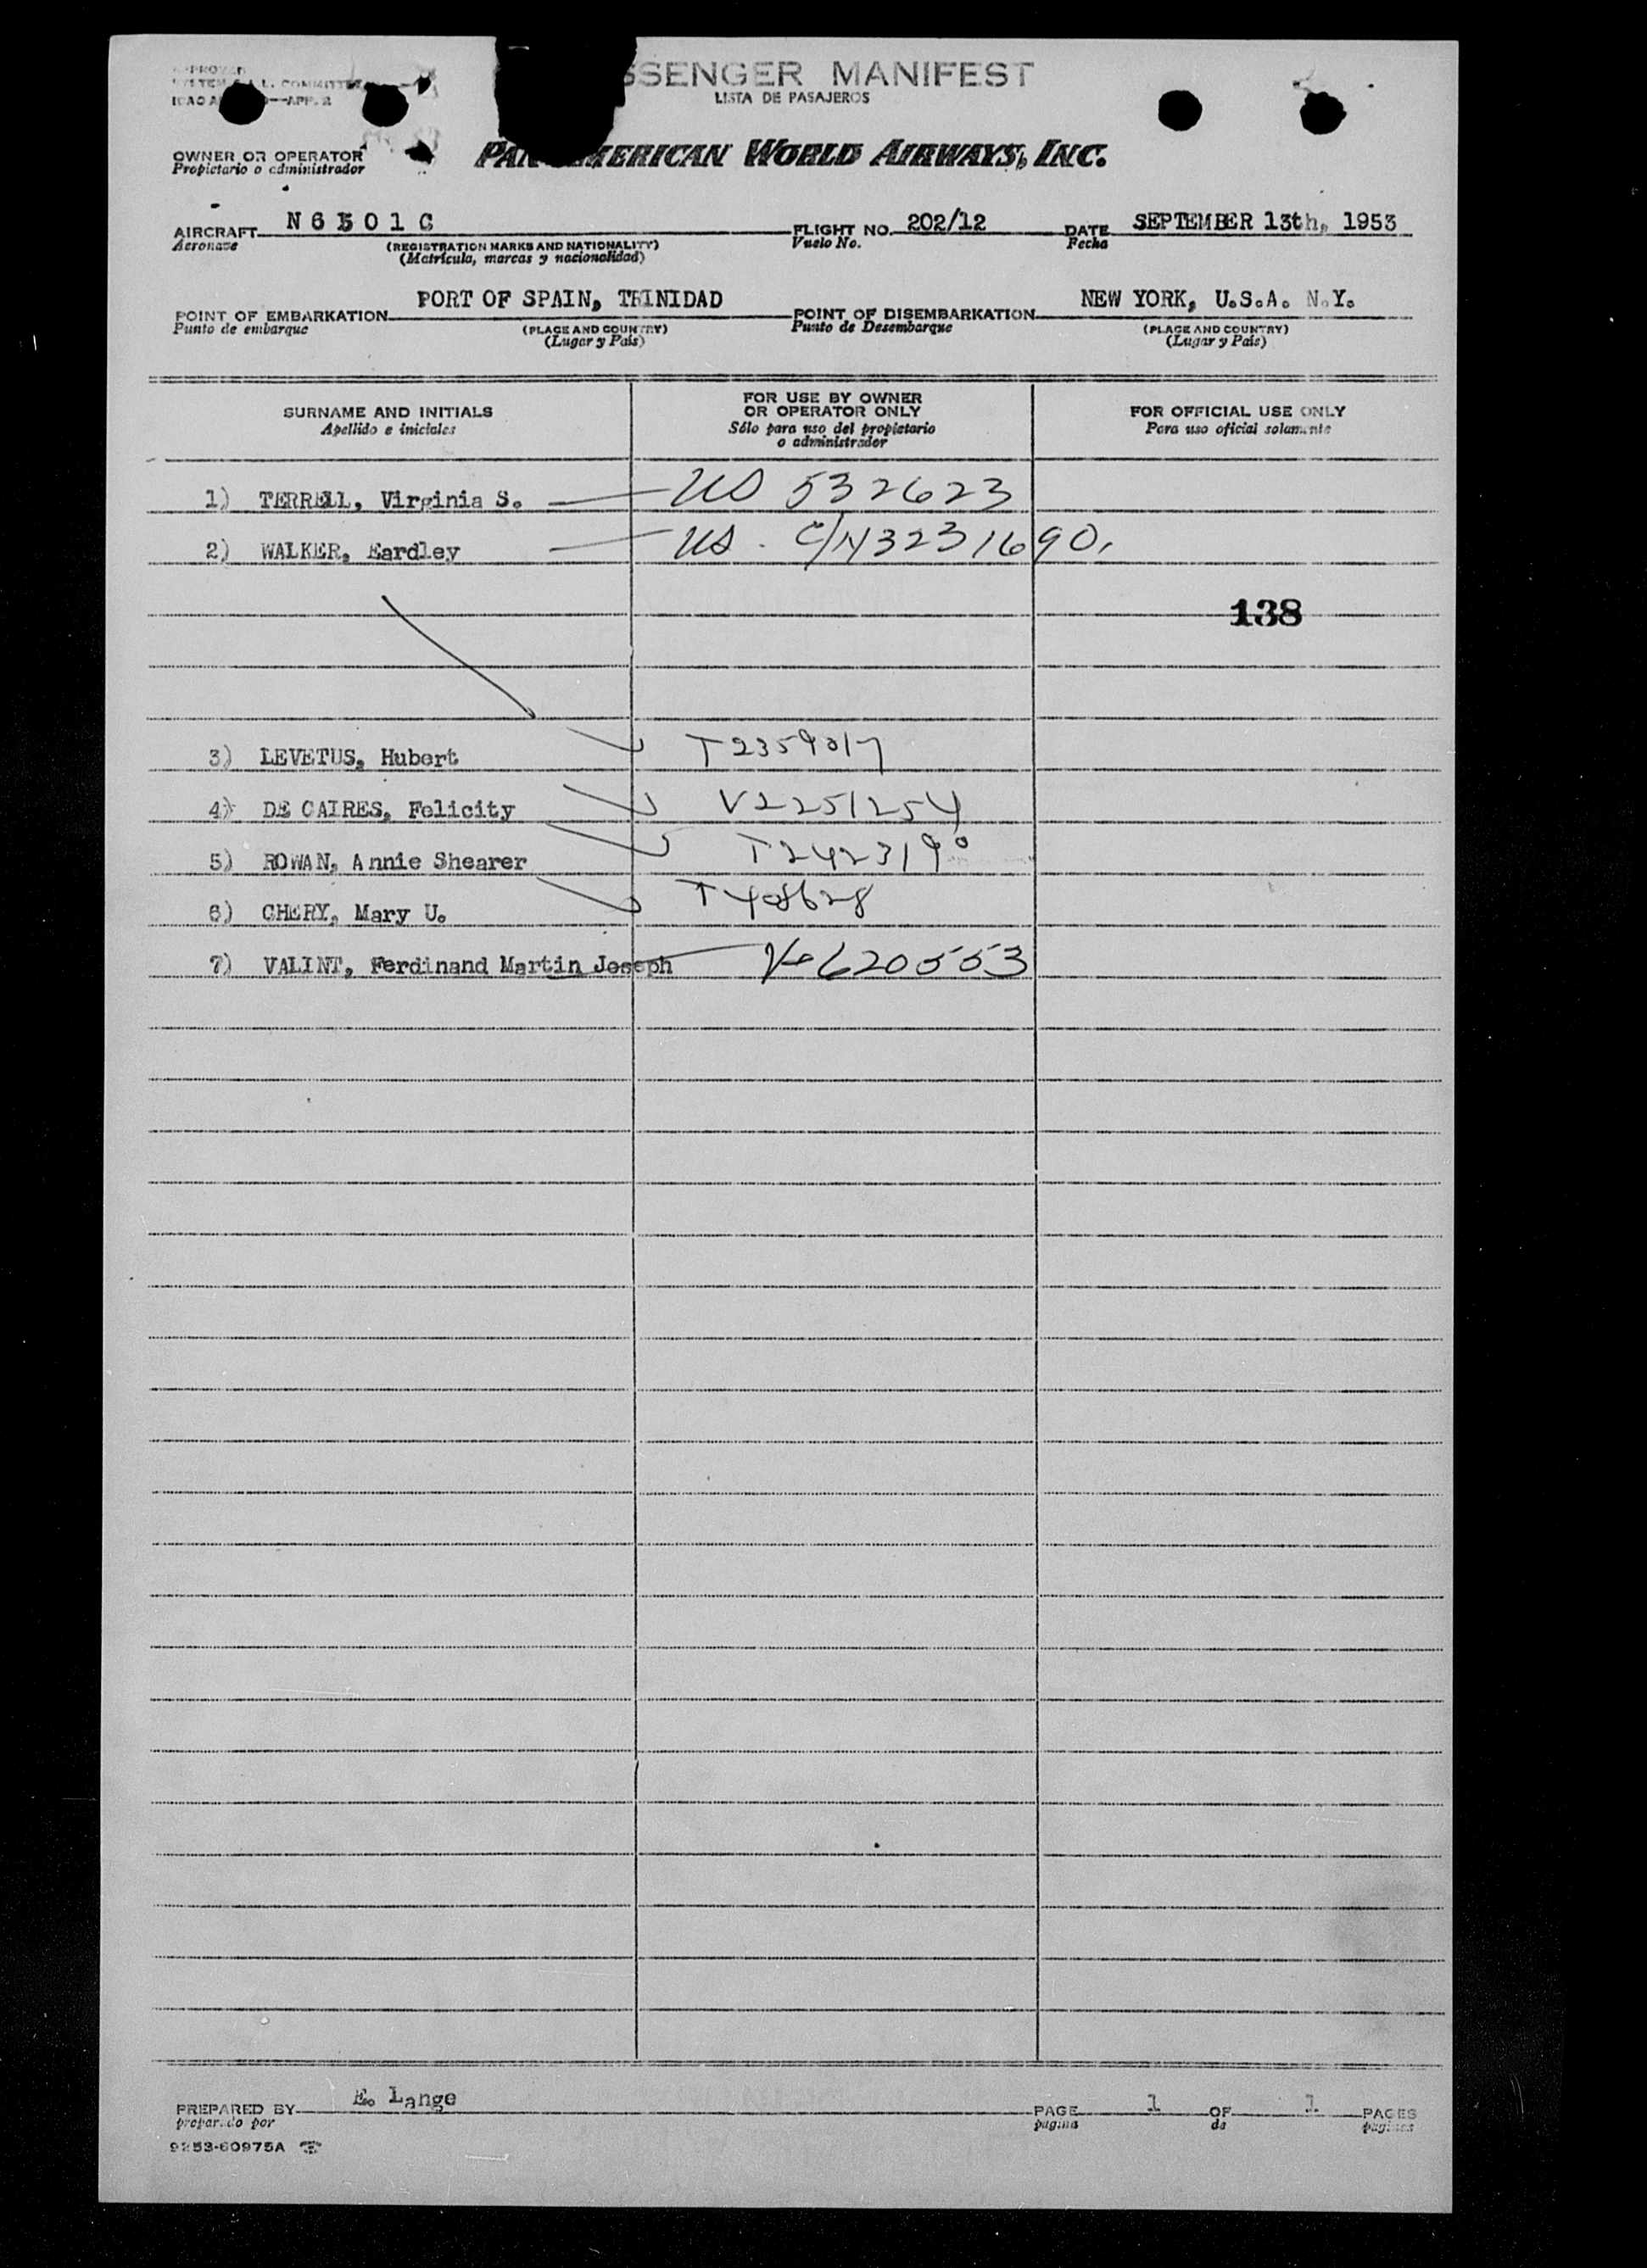 SSENGER MANIFEST
LISTA DE PASAJEROS
OWNER OR OPERATOR
Propietario o administrador
PAN AMERICAN WORLD AIRWAYS, INC.
AIRCRAFT N 6 5 0 1 C FLIGHT NO. 202/12 DATE SEPTEMBER 13th, 1953
Aeronave (REGISTRATION MARKS AND NATIONALITY) Vuelo No. Fecha
(Matrícula, marcas y nacionalidad)
POINT OF EMBARKATION PORT OF SPAIN, TRINIDAD POINT OF DISEMBARKATION NEW YORK, U.S.A. N.Y.
Punto de embarque (PLACE AND COUNTRY) Punto de Desembarque (PLACE AND COUNTRY)
(Lugar y País) (Lugar y País)
SURNAME AND INITIALS
Apellido e iniciales
FOR USE BY OWNER
OR OPERATOR ONLY
Sólo para uso del propietario
o administrador
FOR OFFICIAL USE ONLY
Para uso oficial solamente
1) TERRELL, Virginia S. US 532623
2) WALKER, Eardley US. C/N3231690.
138
3) LEVETUS, Hubert T2359017
4) DE CAIRES, Felicity V2251254
5) ROWAN, Annie Shearer T2423190
6) CHERY, Mary U.
7) VALINT, Ferdinand Martin Joseph 620553
PREPARED BY E. Lange PAGE 1 OF 1 PAGES
preparado por pagina de paginas
9253-60975A